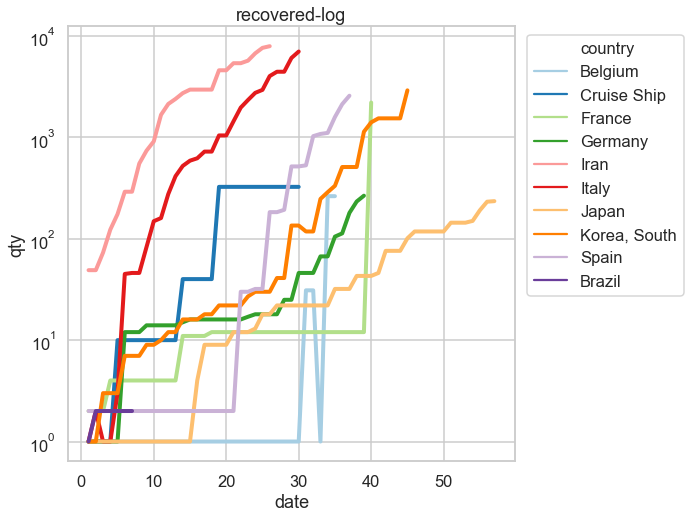 recovered-log
10^4
10^3
10^2
10^1
10^0
qty
0 10 20 30 40 50
date
country
Belgium
Cruise Ship
France
Germany
Iran
Italy
Japan
Korea, South
Spain
Brazil